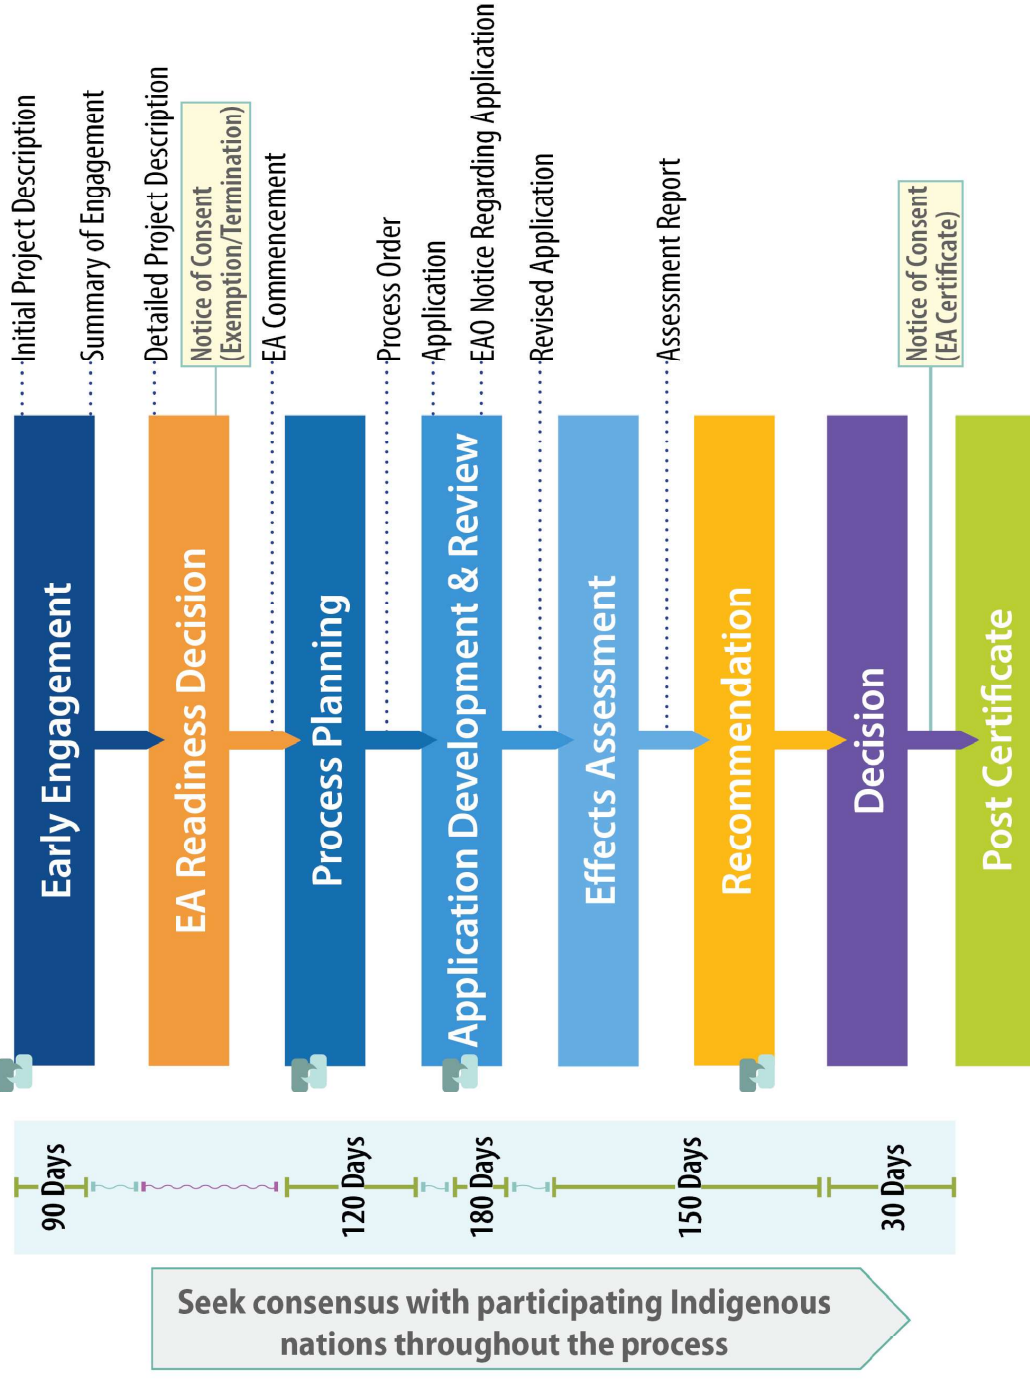 Initial Project Description
Summary of Engagement
Detailed Project Description
Notice of Consent
(Exemption/Termination)
EA Commencement
Process Order
Application
EAO Notice Regarding Application
Revised Application
Assessment Report
Notice of Consent
(EA Certificate)
Early Engagement
EA Readiness Decision
Process Planning
Application Development & Review
Effects Assessment
Recommendation
Decision
Post Certificate
90 Days
120 Days
180 Days
150 Days
30 Days
Seek consensus with participating Indigenous
nations throughout the process